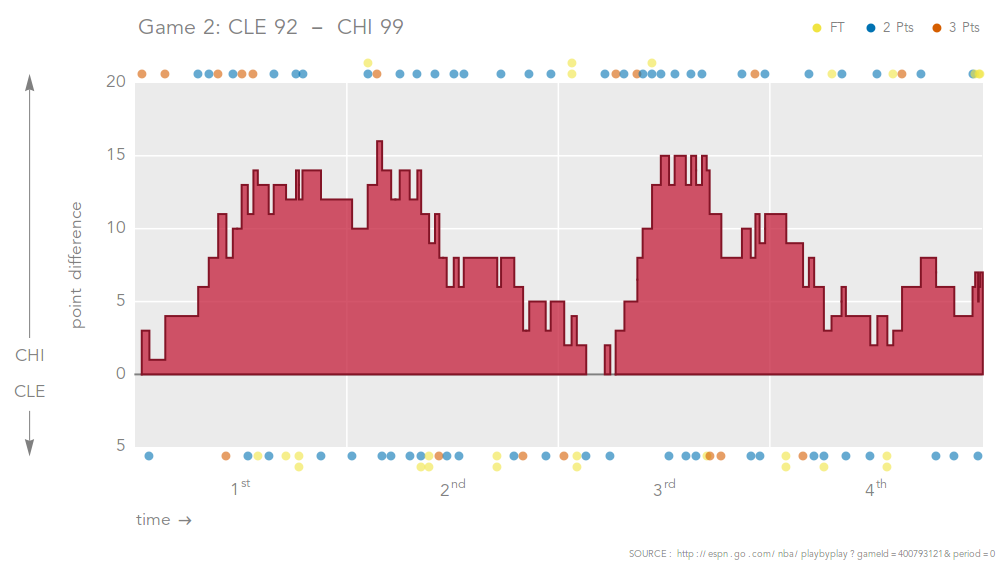 Game 2: CLE 92 – CHI 99
FT 2 Pts 3 Pts
20
15
10
5
0
5
point difference
CHI
CLE
1st 2nd 3rd 4th
time →
SOURCE: http://espn.go.com/nba/playbyplay?gameId=400793121&period=0